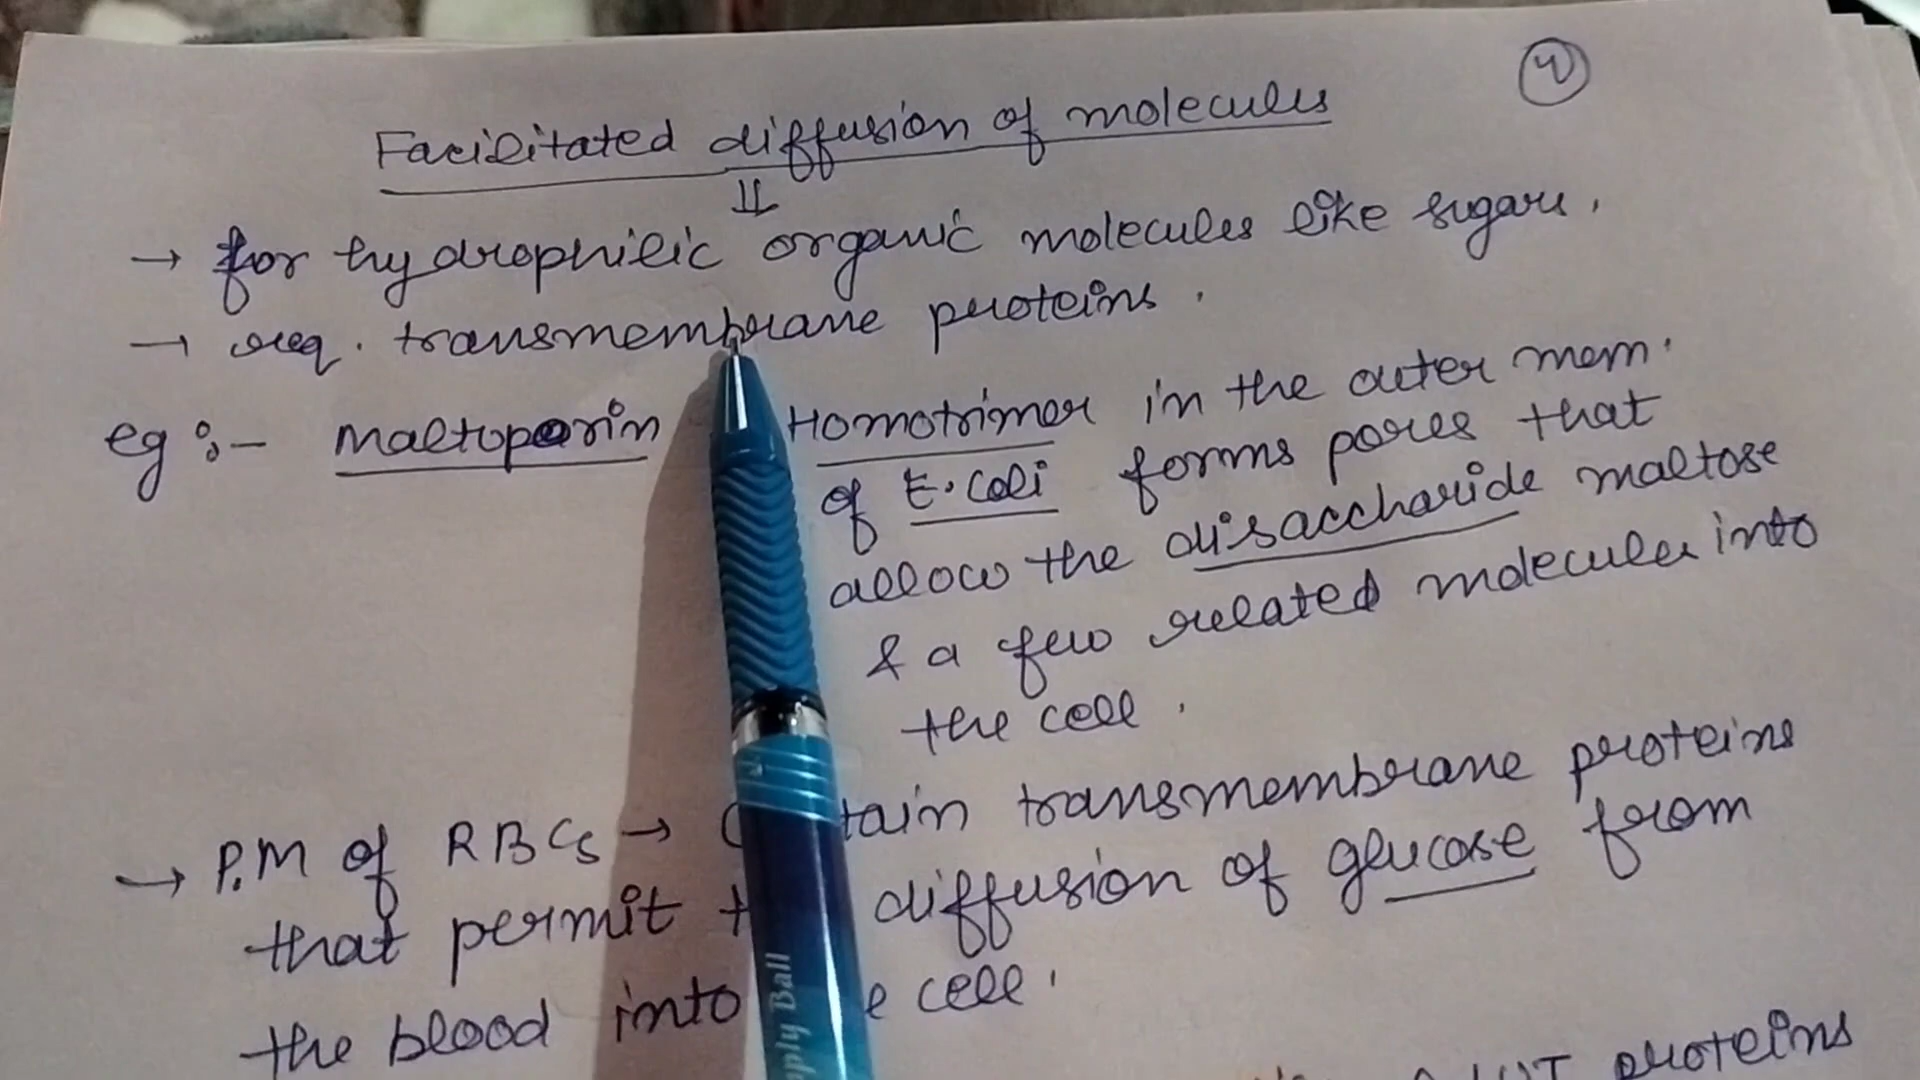 4
Facilitated diffusion of molecules
→ for hydrophilic organic molecules like sugars.
→ req. transmembrane proteins.
eg :- Maltoporin Homotrimer in the outer mem.
of E. Coli forms pores that
allow the disaccharide maltose
& a few related molecules into
the cell.
→ P.M of RBCs → tain transmembrane proteins
that permit t diffusion of glucose from
the blood into e cell.
proteins
pply Ball